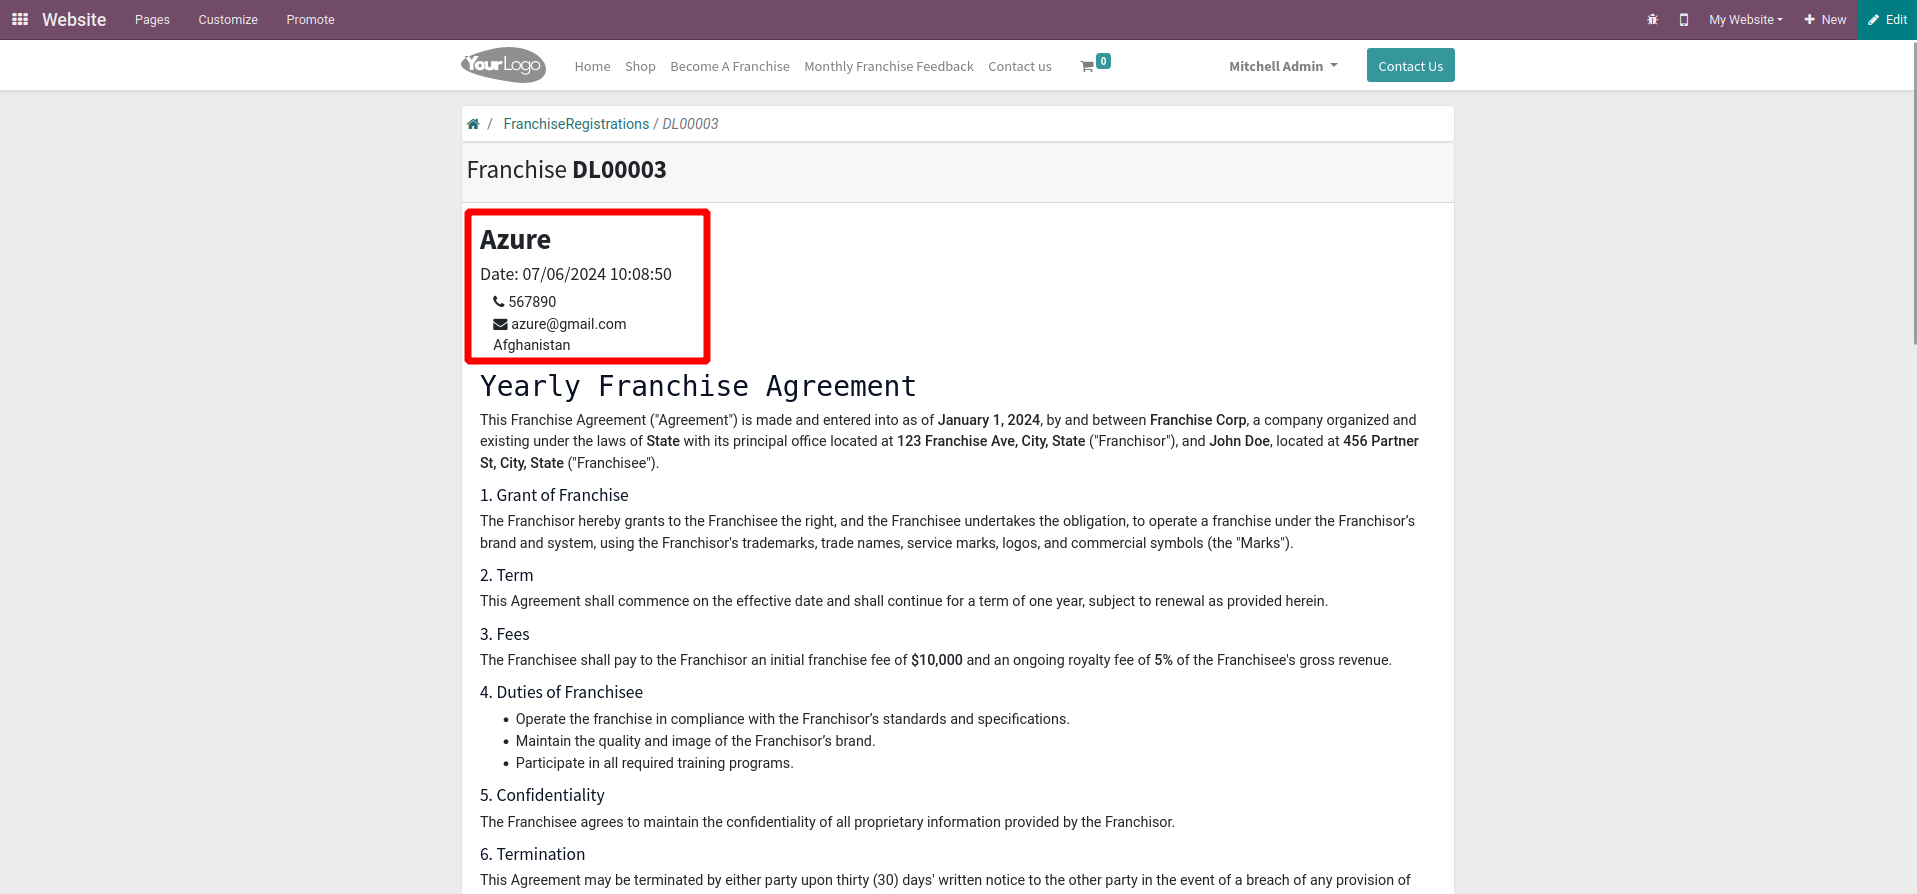 Website Pages Customize Promote My Website New Edit
YourLogo Home Shop Become A Franchise Monthly Franchise Feedback Contact us 0 Mitchell Admin Contact Us
/ FranchiseRegistrations / DL00003
Franchise DL00003
Azure
Date: 07/06/2024 10:08:50
567890
azure@gmail.com
Afghanistan
Yearly Franchise Agreement
This Franchise Agreement ("Agreement") is made and entered into as of January 1, 2024, by and between Franchise Corp, a company organized and
existing under the laws of State with its principal office located at 123 Franchise Ave, City, State ("Franchisor"), and John Doe, located at 456 Partner
St, City, State ("Franchisee").
1. Grant of Franchise
The Franchisor hereby grants to the Franchisee the right, and the Franchisee undertakes the obligation, to operate a franchise under the Franchisor’s
brand and system, using the Franchisor's trademarks, trade names, service marks, logos, and commercial symbols (the "Marks").
2. Term
This Agreement shall commence on the effective date and shall continue for a term of one year, subject to renewal as provided herein.
3. Fees
The Franchisee shall pay to the Franchisor an initial franchise fee of $10,000 and an ongoing royalty fee of 5% of the Franchisee's gross revenue.
4. Duties of Franchisee
• Operate the franchise in compliance with the Franchisor’s standards and specifications.
• Maintain the quality and image of the Franchisor’s brand.
• Participate in all required training programs.
5. Confidentiality
The Franchisee agrees to maintain the confidentiality of all proprietary information provided by the Franchisor.
6. Termination
This Agreement may be terminated by either party upon thirty (30) days' written notice to the other party in the event of a breach of any provision of